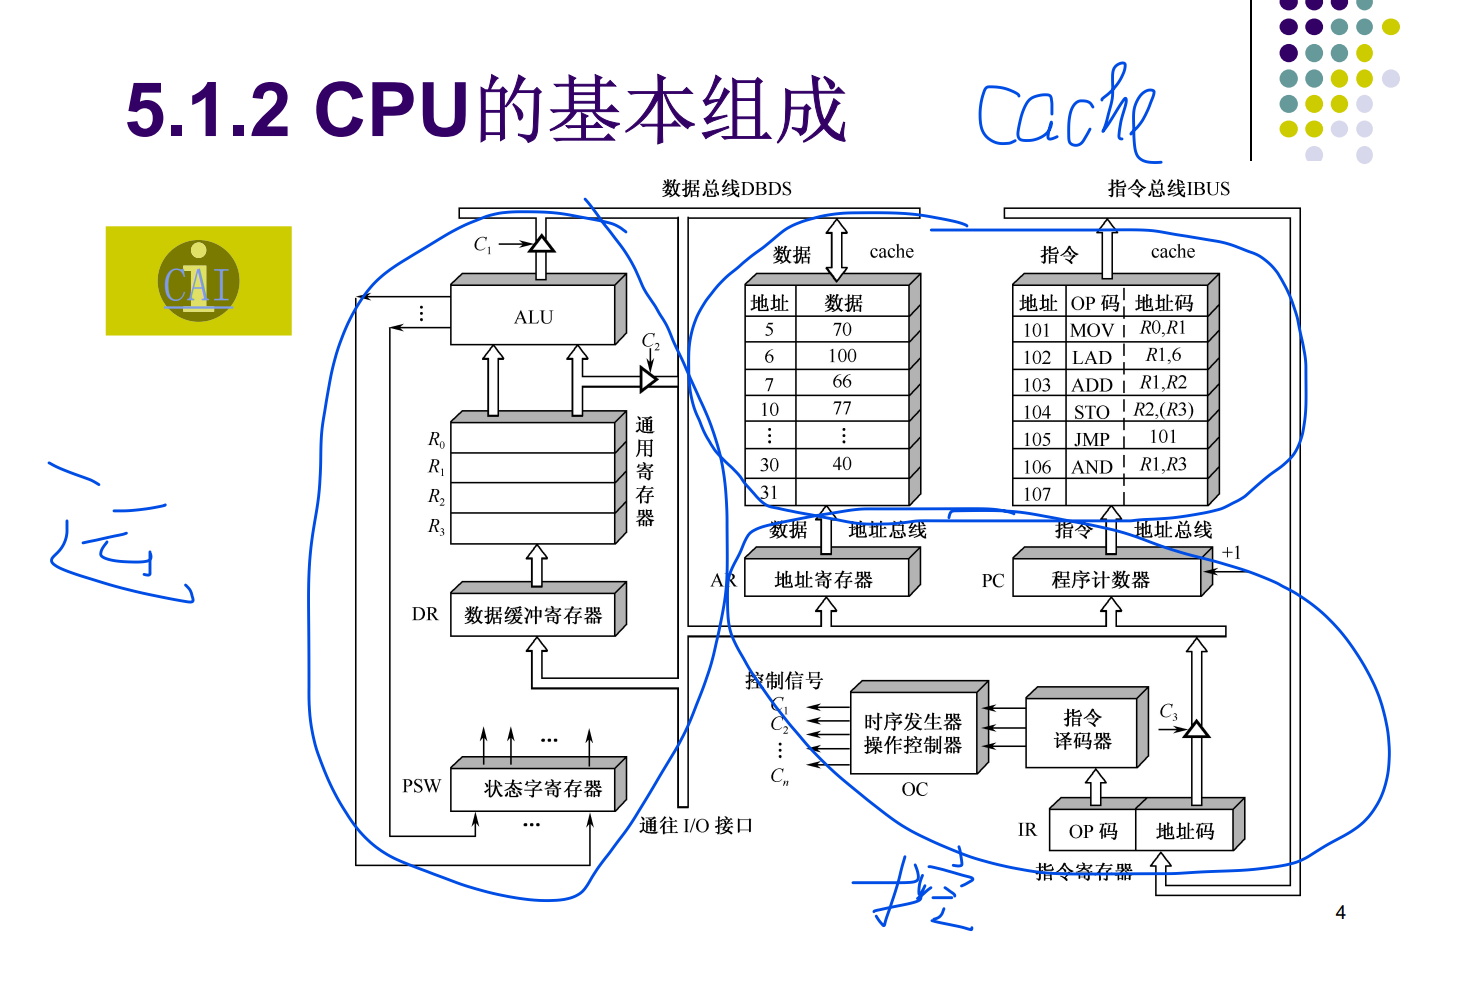 5.1.2 CPU的基本组成
cache
数据总线DBDS
指令总线IBUS
CAI
C1
数据
cache
指令
cache
ALU
⋮
C2
地址 数据
5 70
6 100
7 66
10 77
⋮ ⋮
30 40
31
地址 OP 码 地址码
101 MOV R0,R1
102 LAD R1,6
103 ADD R1,R2
104 STO R2,(R3)
105 JMP 101
106 AND R1,R3
107
通用寄存器
R0
R1
R2
R3
运
数据 地址总线
指令 地址总线
AR 地址寄存器
PC 程序计数器
+1
DR 数据缓冲寄存器
控制信号
C1
C2
⋮
Cn
时序发生器
操作控制器
OC
指令
译码器
C3
...
PSW 状态字寄存器
...
通往 I/O 接口
IR OP 码 地址码
指令寄存器
控
4